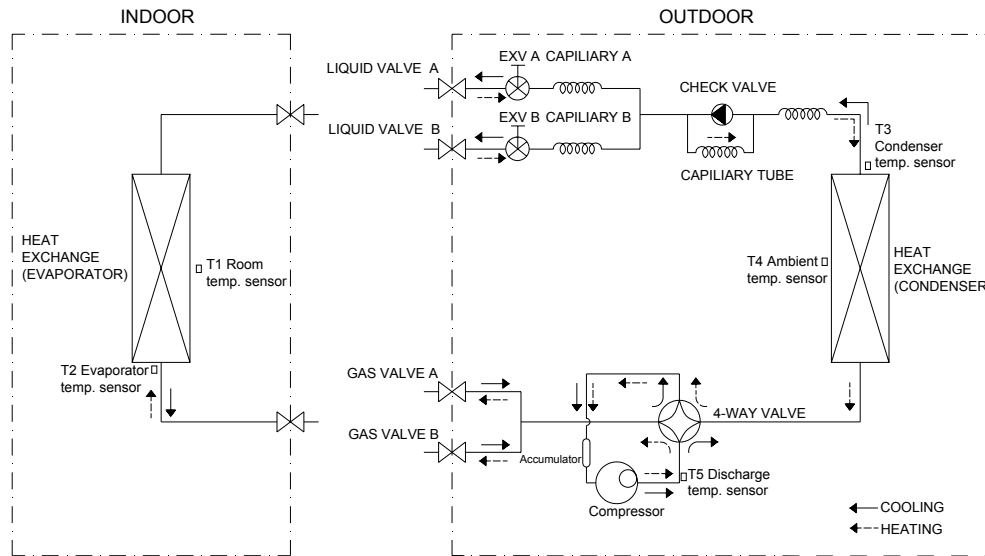 INDOOR
OUTDOOR
LIQUID VALVE A
EXV A CAPILIARY A
LIQUID VALVE B
EXV B CAPILIARY B
CHECK VALVE
CAPILIARY TUBE
T3
Condenser
temp. sensor
HEAT
EXCHANGE
(EVAPORATOR)
T1 Room
temp. sensor
T4 Ambient
temp. sensor
HEAT
EXCHANGE
(CONDENSER
T2 Evaporator
temp. sensor
GAS VALVE A
GAS VALVE B
4-WAY VALVE
Accumulator
T5 Discharge
temp. sensor
Compressor
COOLING
HEATING